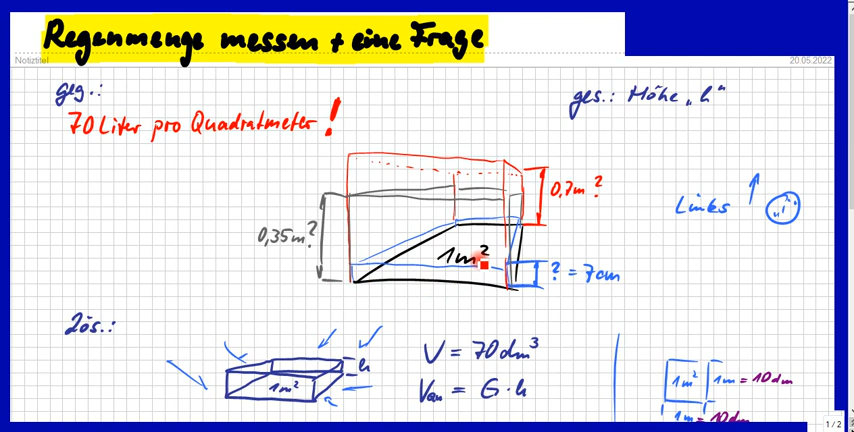 Regenmenge messen + eine Frage
Notiztitel
20.05.2022
geg.:
ges.: Höhe „h"
70 Liter pro Quadratmeter!
0,7m?
Links
0,35m?
1m²
? = 7cm
Lös.:
h
1m²
V = 70dm³
V = G · h
1m²
1m = 10dm
1m = 10dm
1/2